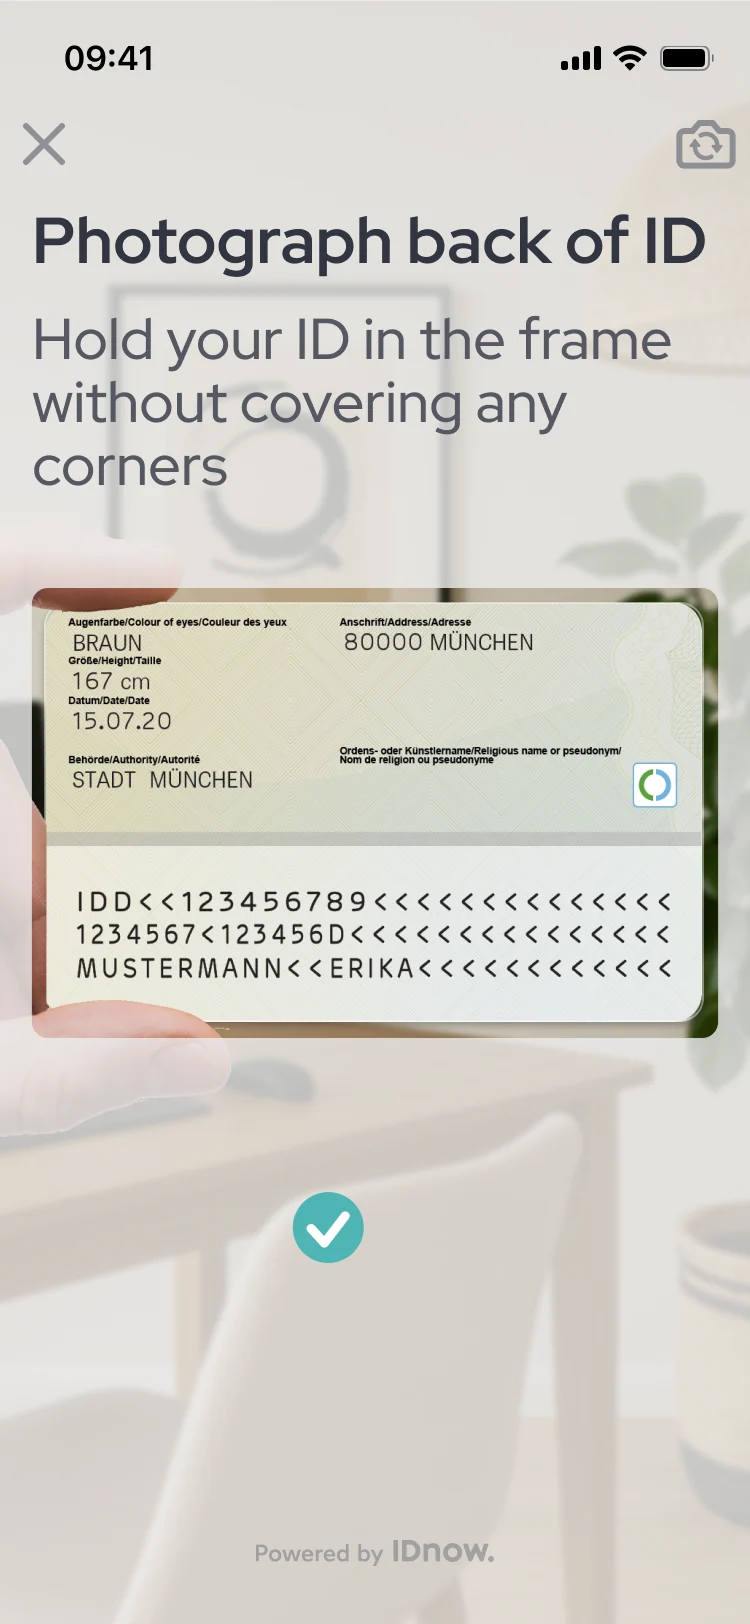 09:41
Photograph back of ID
Hold your ID in the frame
without covering any
corners
Augenfarbe/Colour of eyes/Couleur des yeux
BRAUN
Größe/Height/Taille
167 cm
Datum/Date/Date
15.07.20
Behörde/Authority/Autorité
STADT MÜNCHEN
Anschrift/Address/Adresse
80000 MÜNCHEN
Ordens- oder Künstlername/Religious name or pseudonym/
Nom de religion ou pseudonyme
IDD<<123456789<<<<<<<<<<<<<<
1234567<123456D<<<<<<<<<<<<<<<
MUSTERMANN<<ERIKA<<<<<<<<<<<<
Powered by IDnow.